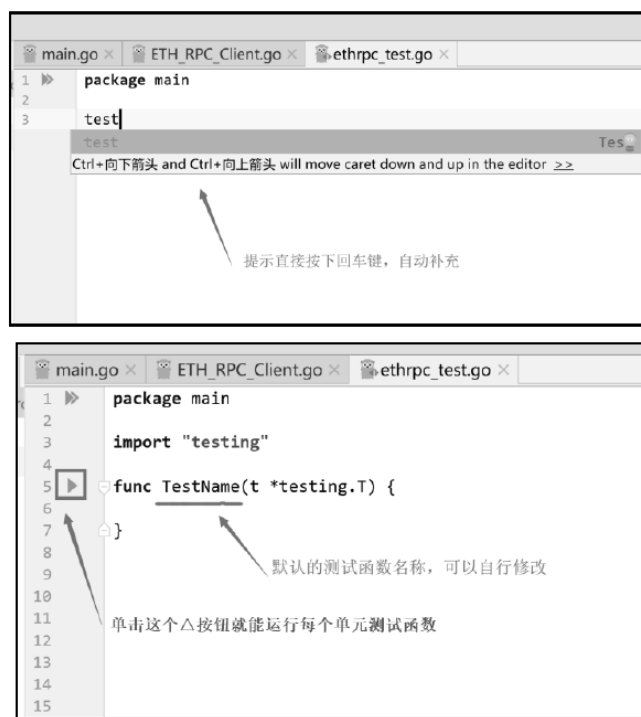 main.go × ETH_RPC_Client.go × ethrpc_test.go ×
1 package main
2
3 test
test Tes
Ctrl+向下箭头 and Ctrl+向上箭头 will move caret down and up in the editor >>
提示直接按下回车键，自动补充
main.go × ETH_RPC_Client.go × ethrpc_test.go ×
1 package main
2
3 import "testing"
4
5 func TestName(t *testing.T) {
6
7 }
8
默认的测试函数名称，可以自行修改
9
10
11 单击这个△按钮就能运行每个单元测试函数
12
13
14
15